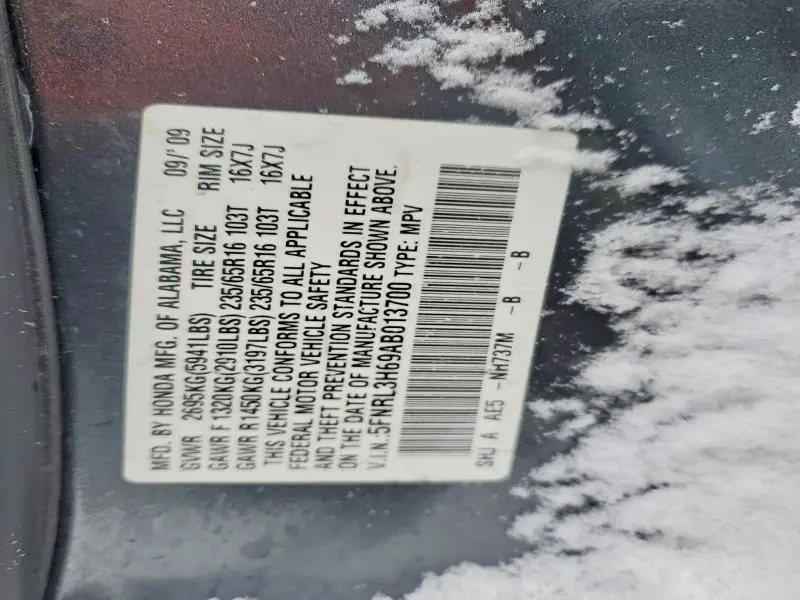 MFD. BY HONDA MFG. OF ALABAMA, LLC 09/'09
GVWR 2695KG(5941LBS) TIRE SIZE RIM SIZE
GAWR F 1320KG(2910LBS) 235/65R16 103T 16X7J
GAWR R 1450KG(3197LBS) 235/65R16 103T 16X7J
THIS VEHICLE CONFORMS TO ALL APPLICABLE
FEDERAL MOTOR VEHICLE SAFETY
AND THEFT PREVENTION STANDARDS IN EFFECT
ON THE DATE OF MANUFACTURE SHOWN ABOVE.
V.I.N.:5FNRL3H69AB013700 TYPE: MPV
SHJ A AE5 -NH737M -B -B